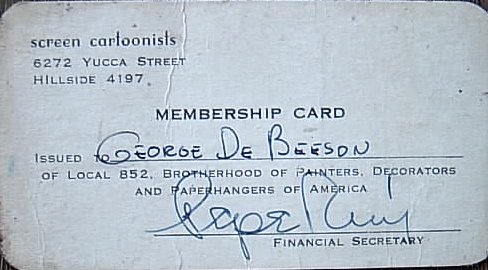 screen cartoonists
6272 YUCCA STREET
HILLSIDE 4197
MEMBERSHIP CARD
ISSUED TO GEORGE DE BEESON
OF LOCAL 852, BROTHERHOOD OF PAINTERS, DECORATORS
AND PAPERHANGERS OF AMERICA
FINANCIAL SECRETARY